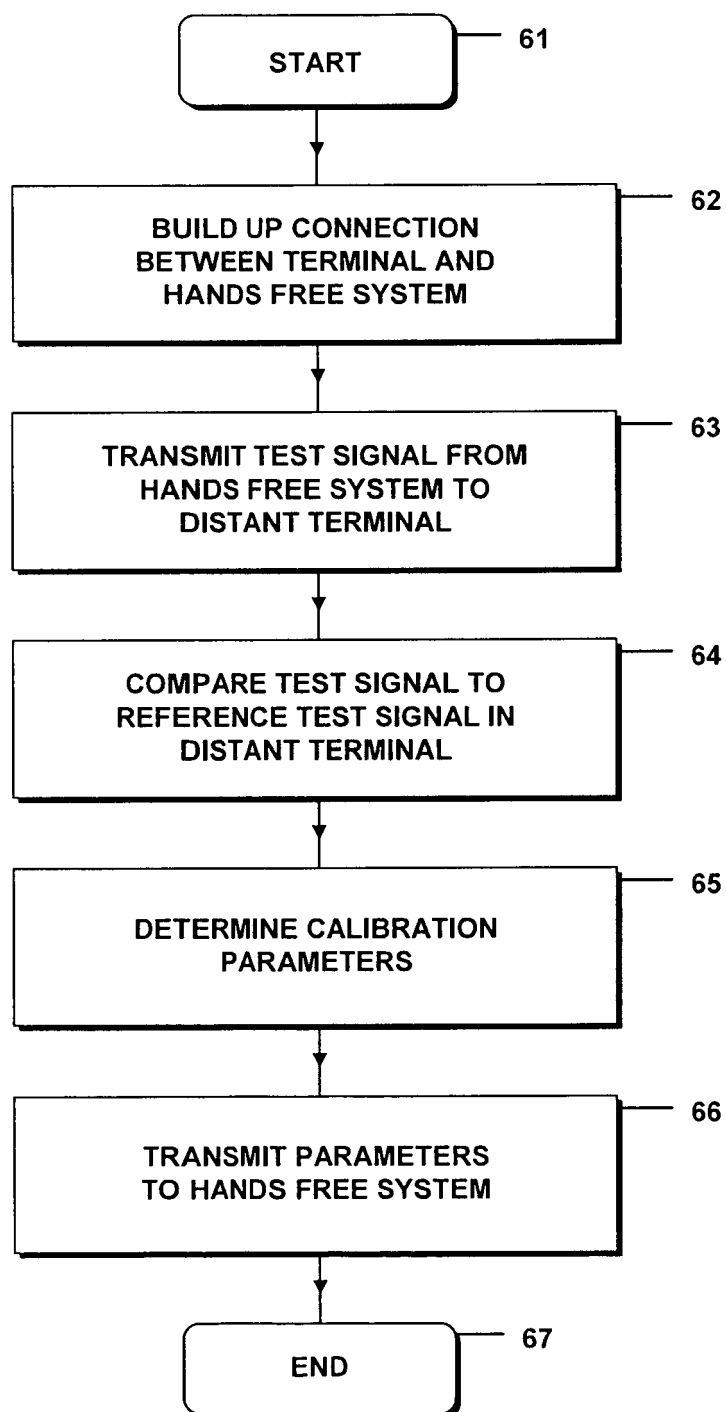 START
61
BUILD UP CONNECTION
BETWEEN TERMINAL AND
HANDS FREE SYSTEM
62
TRANSMIT TEST SIGNAL FROM
HANDS FREE SYSTEM TO
DISTANT TERMINAL
63
COMPARE TEST SIGNAL TO
REFERENCE TEST SIGNAL IN
DISTANT TERMINAL
64
DETERMINE CALIBRATION
PARAMETERS
65
TRANSMIT PARAMETERS
TO HANDS FREE SYSTEM
66
END
67